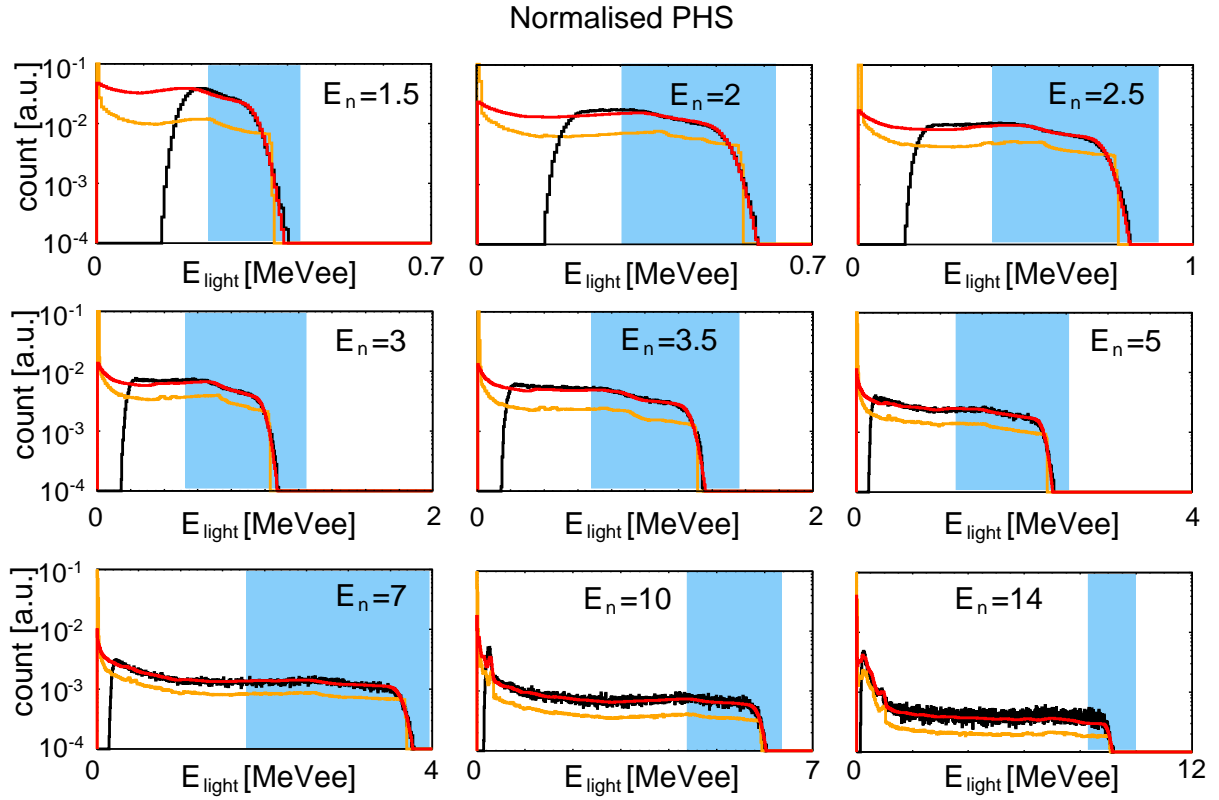 Normalised PHS
count [a.u.]
10^-1
10^-2
10^-3
10^-4
E_n=1.5
0
0.7
E_light [MeVee]
E_n=2
0
0.7
E_light [MeVee]
E_n=2.5
0
1
E_light [MeVee]
count [a.u.]
10^-1
10^-2
10^-3
10^-4
E_n=3
0
2
E_light [MeVee]
E_n=3.5
0
2
E_light [MeVee]
E_n=5
0
4
E_light [MeVee]
count [a.u.]
10^-1
10^-2
10^-3
10^-4
E_n=7
0
4
E_light [MeVee]
E_n=10
0
7
E_light [MeVee]
E_n=14
0
12
E_light [MeVee]